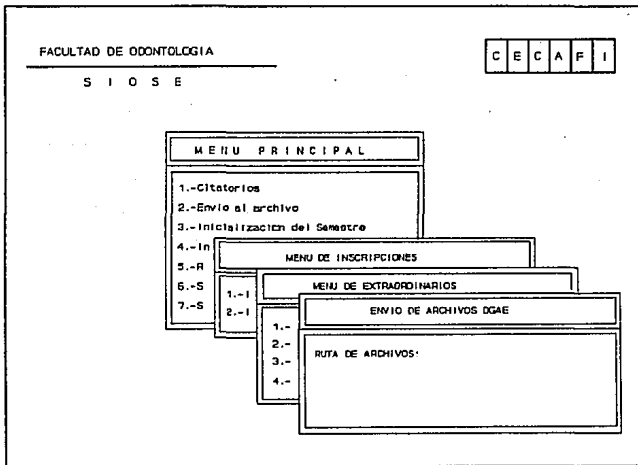 FACULTAD DE ODONTOLOGIA
C E C A F I
S I O S E
MENU PRINCIPAL
1.-Citatorios
2.-Envio al archivo
3.-Inicialización del Semestre
4.-In
5.-R
6.-S
7.-S
MENU DE INSCRIPCIONES
1.-I
2.-I
MENU DE EXTRAORDINARIOS
1.-
2.-
3.-
4.-
ENVIO DE ARCHIVOS DGAE
RUTA DE ARCHIVOS: